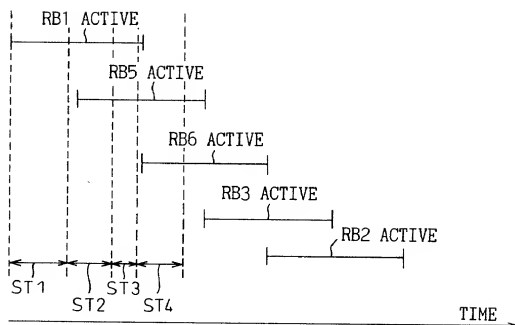 RB1 ACTIVE
RB5 ACTIVE
RB6 ACTIVE
RB3 ACTIVE
RB2 ACTIVE
ST1
ST2
ST3
ST4
TIME